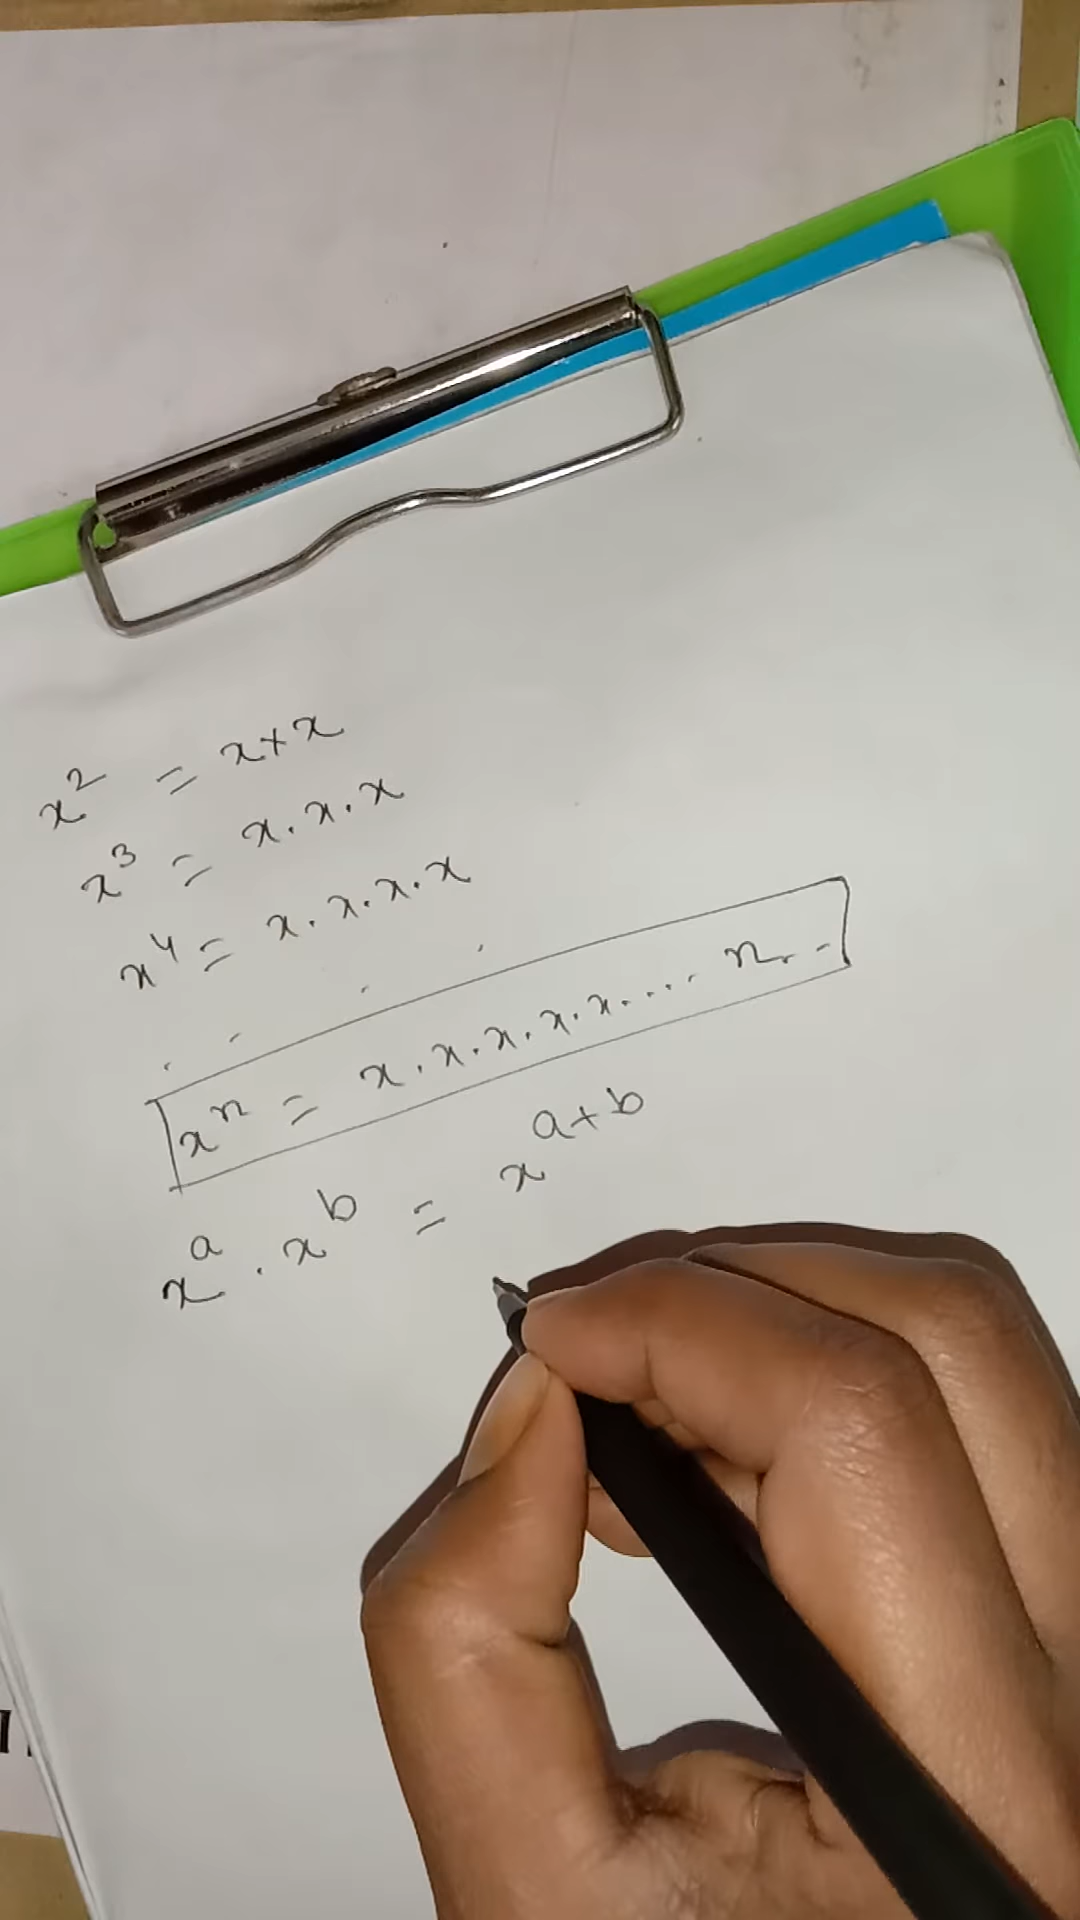 x² = x×x
x³ = x.x.x
x⁴ = x.x.x.x
. . . .
xⁿ = x.x.x.x.x.... n. -
xᵃ . xᵇ = xᵃ⁺ᵇ